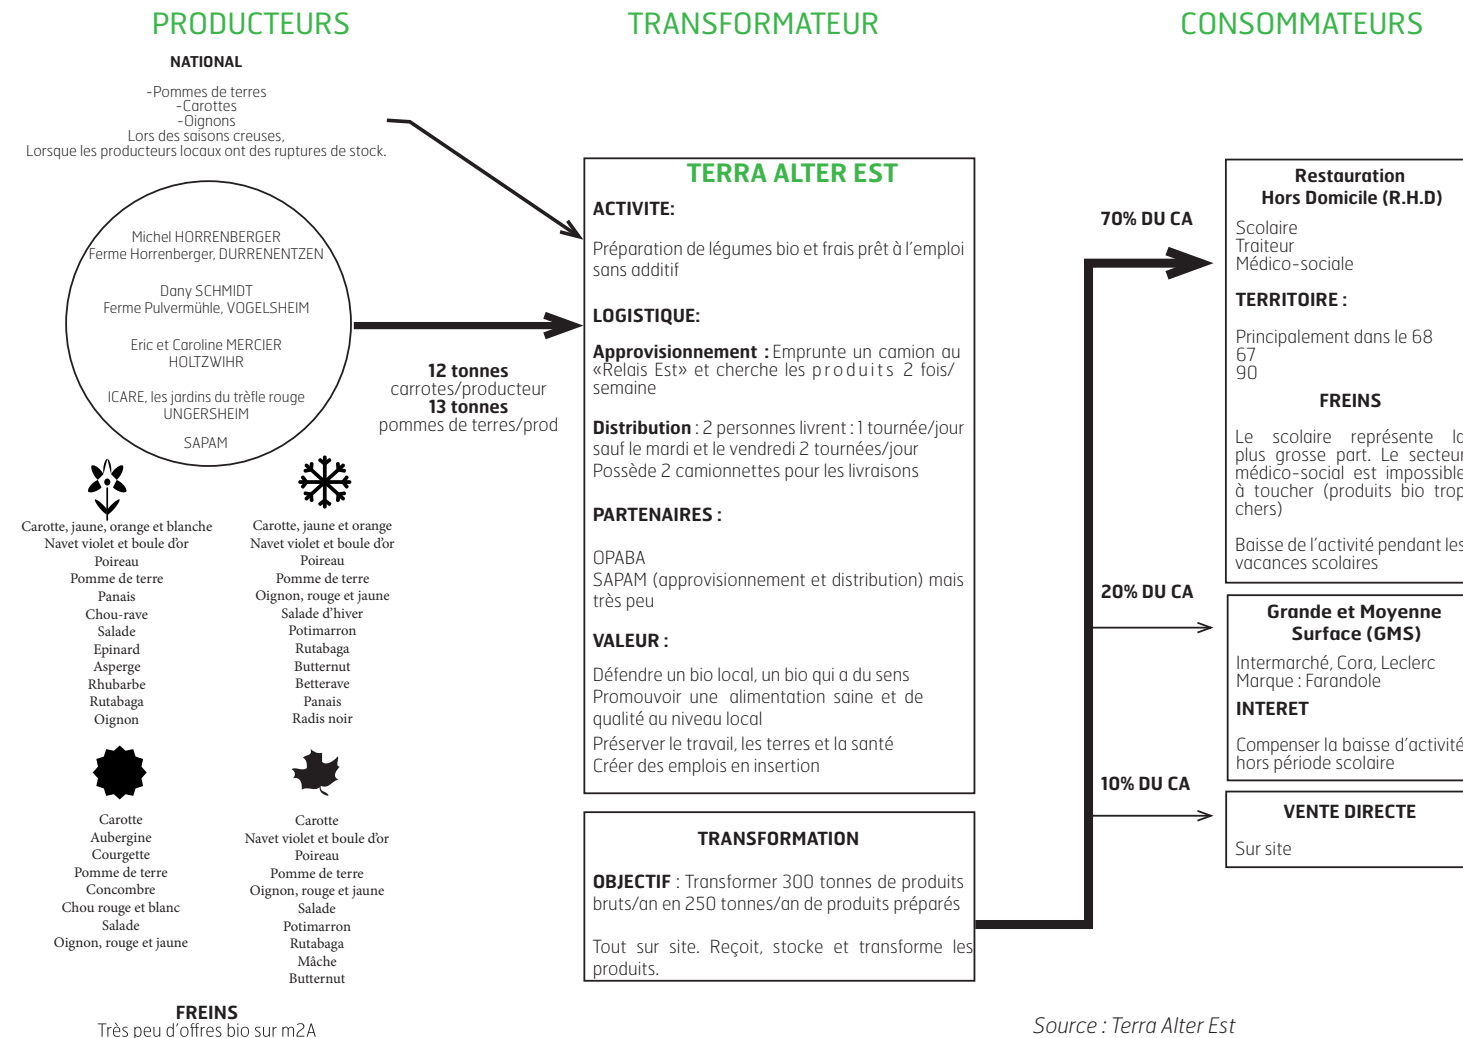 PRODUCTEURS
NATIONAL
-Pommes de terres
-Carottes
-Oignons
Lors des saisons creuses,
Lorsque les producteurs locaux ont des ruptures de stock.
Michel HORRENBERGER
Ferme Horrenberger, DURRENENTZEN
Dany SCHMIDT
Ferme Pulvermühle, VOGELSHEIM
Eric et Caroline MERCIER
HOLTZWIHR
ICARE, les jardins du trèfle rouge
UNGERSHEIM
SAPAM
12 tonnes
carrotes/producteur
13 tonnes
pommes de terres/prod
Carotte, jaune, orange et blanche
Navet violet et boule d'or
Poireau
Pomme de terre
Panais
Chou-rave
Salade
Epinard
Asperge
Rhubarbe
Rutabaga
Oignon
Carotte, jaune et orange
Navet violet et boule d'or
Poireau
Pomme de terre
Oignon, rouge et jaune
Salade d'hiver
Potimarron
Rutabaga
Butternut
Betterave
Panais
Radis noir
Carotte
Aubergine
Courgette
Pomme de terre
Concombre
Chou rouge et blanc
Salade
Oignon, rouge et jaune
Carotte
Navet violet et boule d'or
Poireau
Pomme de terre
Oignon, rouge et jaune
Salade
Potimarron
Rutabaga
Mâche
Butternut
FREINS
Très peu d'offres bio sur m2A
TRANSFORMATEUR
TERRA ALTER EST
ACTIVITE:
Préparation de légumes bio et frais prêt à l'emploi
sans additif
LOGISTIQUE:
Approvisionnement : Emprunte un camion au
«Relais Est» et cherche les produits 2 fois/
semaine
Distribution : 2 personnes livrent : 1 tournée/jour
sauf le mardi et le vendredi 2 tournées/jour
Possède 2 camionnettes pour les livraisons
PARTENAIRES :
OPABA
SAPAM (approvisionnement et distribution) mais
très peu
VALEUR :
Défendre un bio local, un bio qui a du sens
Promouvoir une alimentation saine et de
qualité au niveau local
Préserver le travail, les terres et la santé
Créer des emplois en insertion
TRANSFORMATION
OBJECTIF : Transformer 300 tonnes de produits
bruts/an en 250 tonnes/an de produits préparés
Tout sur site. Reçoit, stocke et transforme les
produits.
CONSOMMATEURS
70% DU CA
Restauration
Hors Domicile (R.H.D)
Scolaire
Traiteur
Médico-sociale
TERRITOIRE :
Principalement dans le 68
67
90
FREINS
Le scolaire représente la
plus grosse part. Le secteur
médico-social est impossible
à toucher (produits bio trop
chers)
Baisse de l'activité pendant les
vacances scolaires
20% DU CA
Grande et Moyenne
Surface (GMS)
Intermarché, Cora, Leclerc
Marque : Farandole
INTERET
Compenser la baisse d'activité
hors période scolaire
10% DU CA
VENTE DIRECTE
Sur site
Source : Terra Alter Est